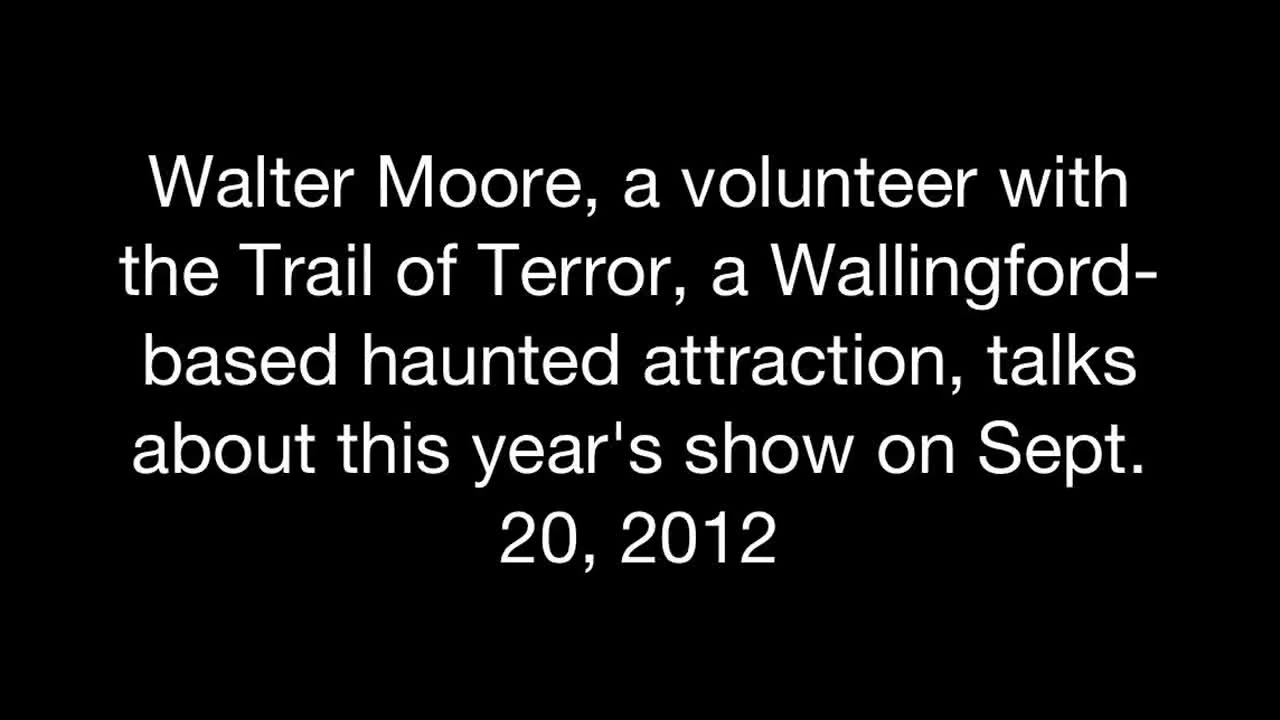 Walter Moore, a volunteer with
the Trail of Terror, a Wallingford-
based haunted attraction, talks
about this year's show on Sept.
20, 2012